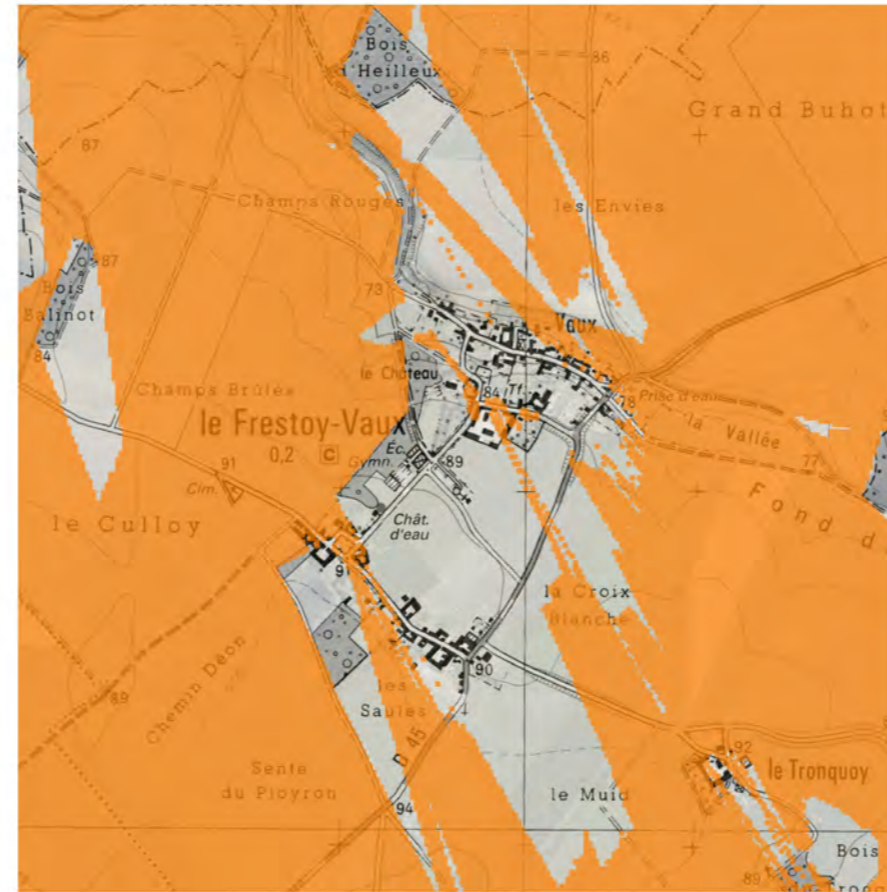 Bois
d'Heilleux
86
Grand Buhot
87
Champs Rouges
les Envies
87
Bois
Balinot
73
Vaux
84
le Château
Champs Brûlés
84
Tf.
78
Prise d'eau
la Vallée
77
le Frestoy-Vaux
0,2 C
Éc.
Gymn.
89
91
Cim.
le Culloy
Chât.
d'eau
Fond d
91
la Croix
Blanche
90
Chemin Déon
89
les
Saules
D 45
92
le Tronquoy
Sente
du Ployron
94
le Muid
Bois
89